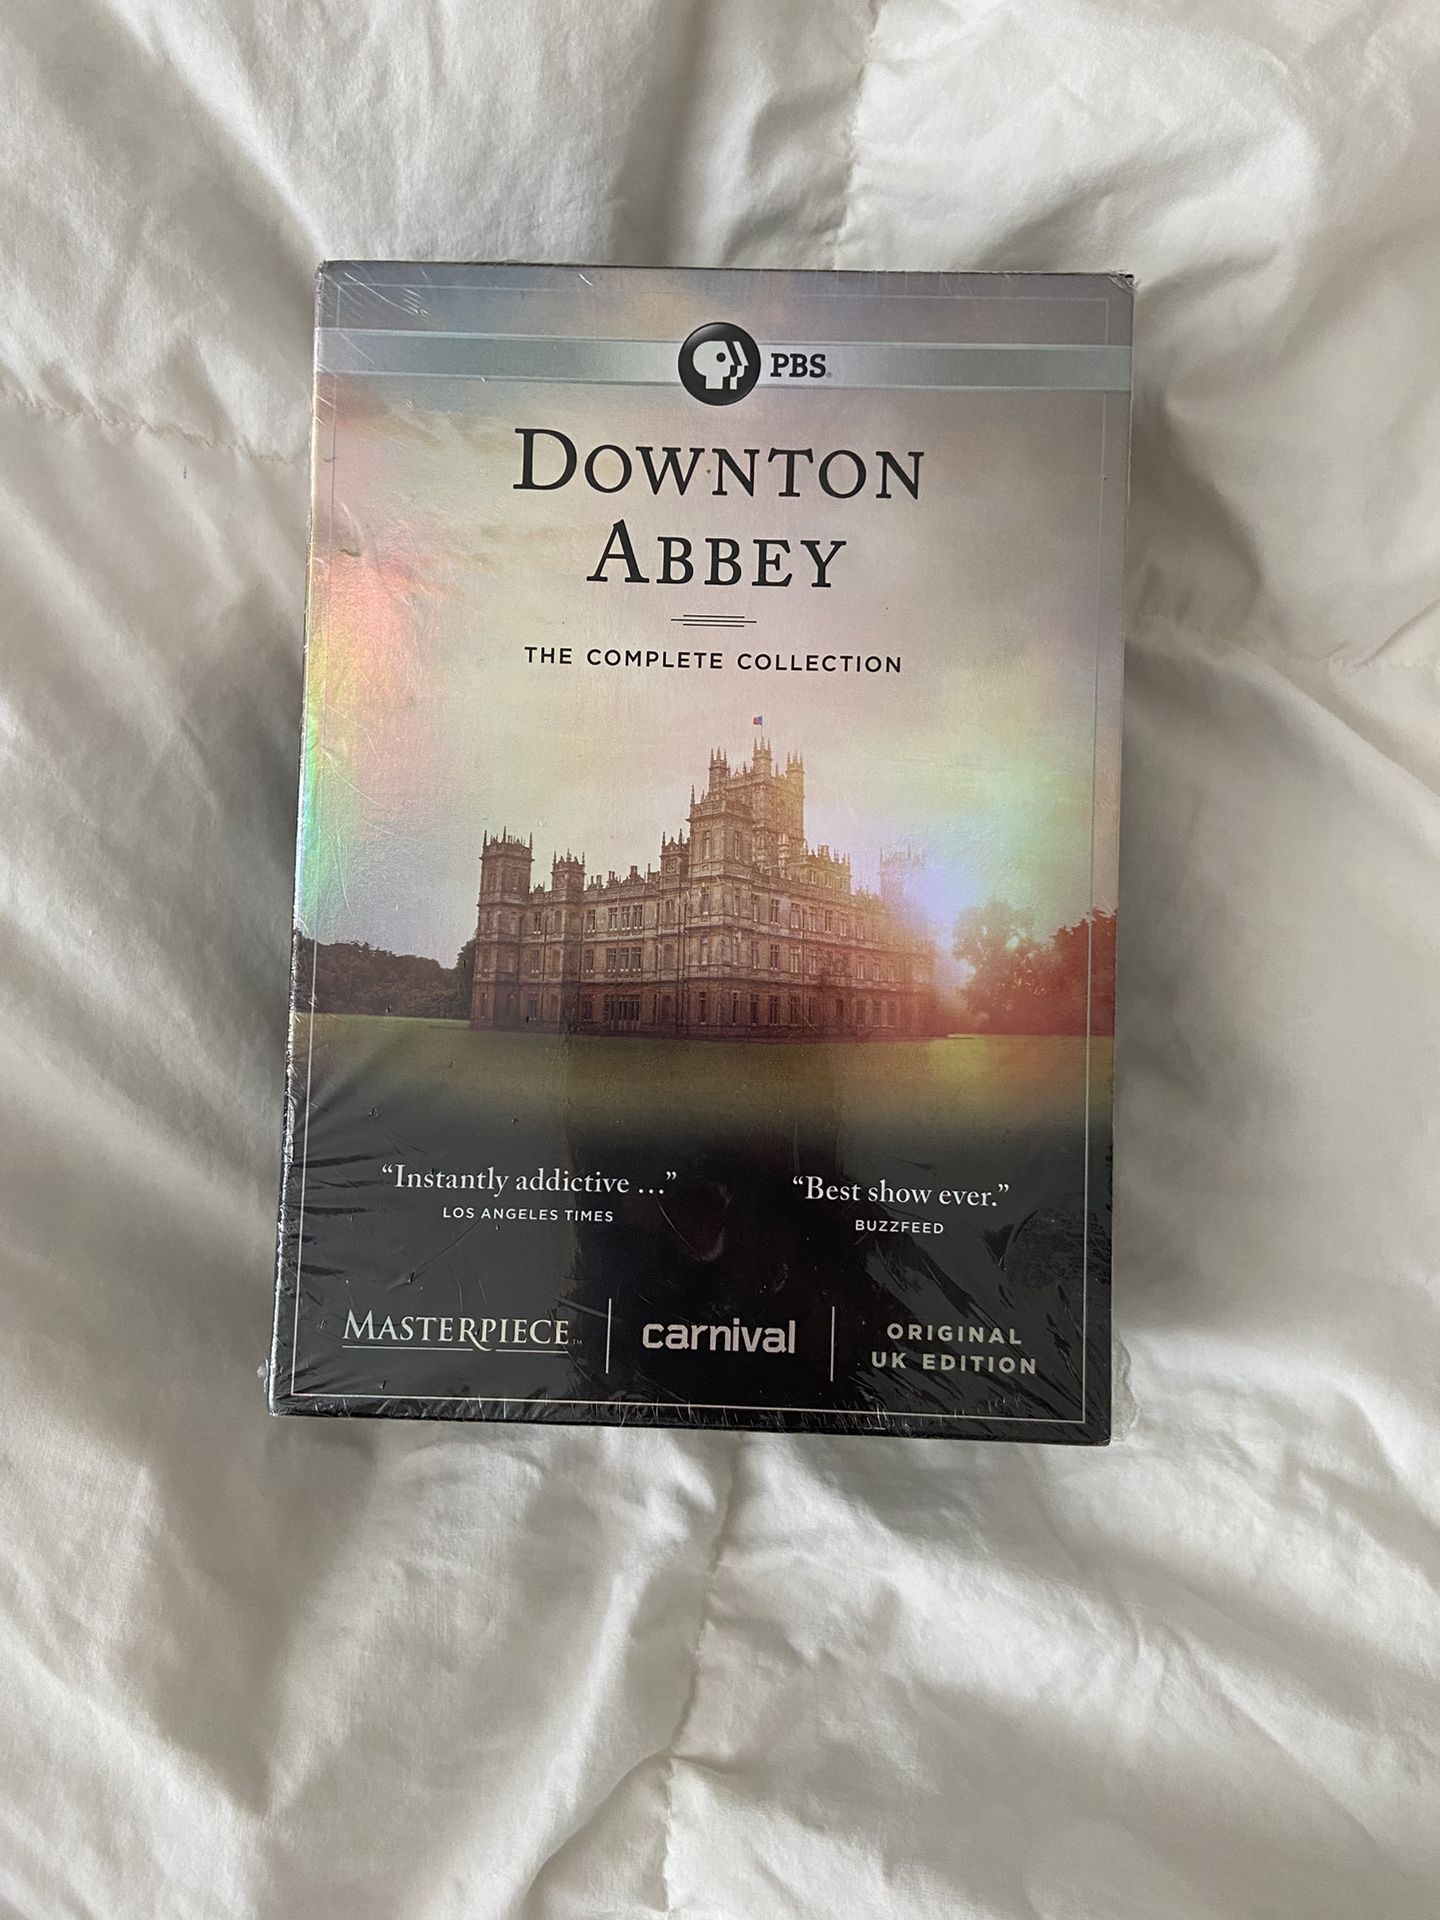 PBS®
DOWNTON
ABBEY
THE COMPLETE COLLECTION
“Instantly addictive ...”
LOS ANGELES TIMES
“Best show ever.”
BUZZFEED
MASTERPIECE™
carnival
ORIGINAL
UK EDITION